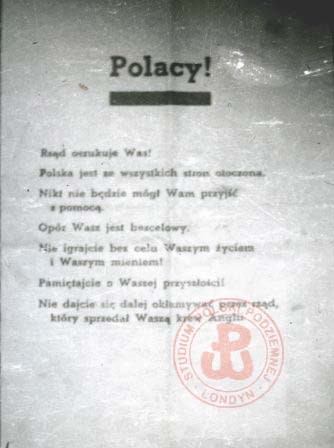 Polacy!
Rząd oszukuje Was!
Polska jest ze wszystkich stron otoczona.
Nikt nie będzie mógł Wam przyjść
z pomocą.
Opór Wasz jest bezcelowy.
Nie igrajcie bez celu Waszym życiem
i Waszym mieniem!
Pamiętajcie o Waszej przyszłości!
Nie dajcie się dalej okłamywać przez rząd,
który sprzedał Waszą krew Anglii
STUDIUM POLSKI PODZIEMNEJ
LONDYN